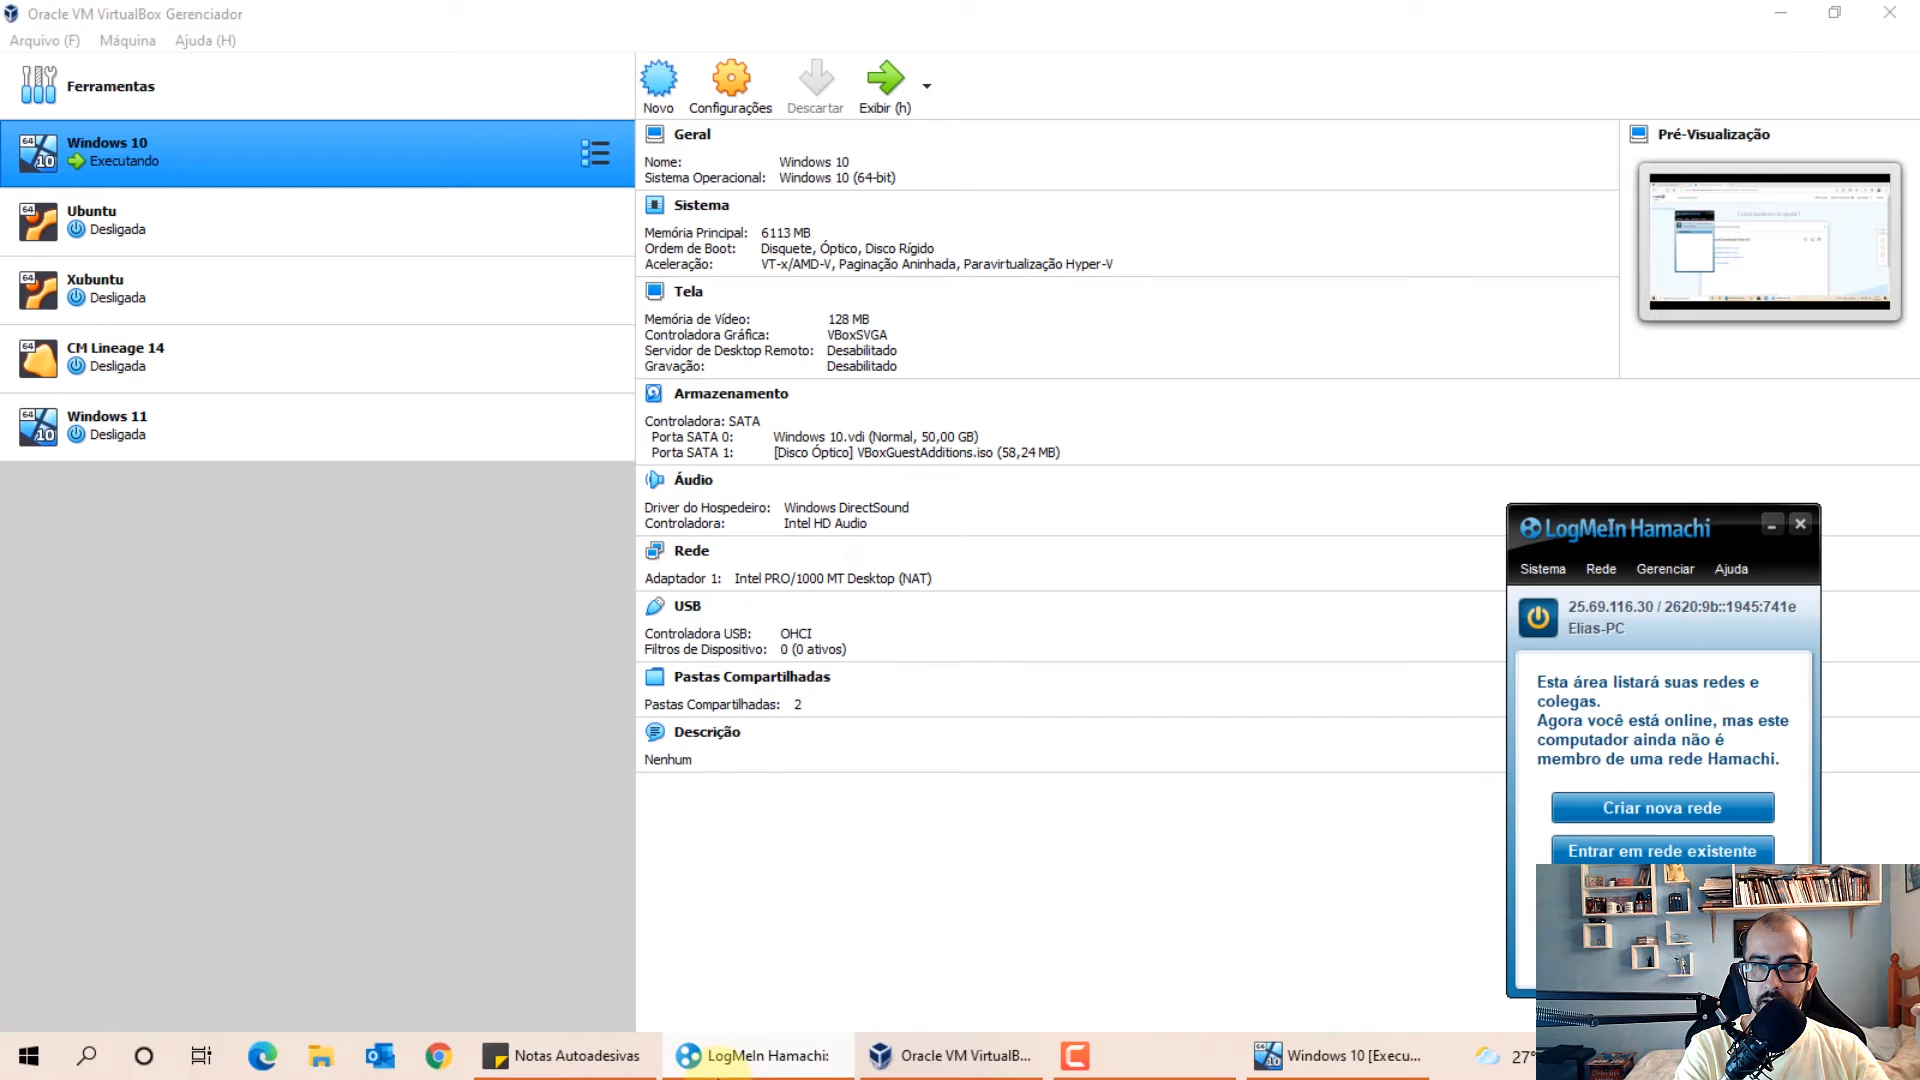 Oracle VM VirtualBox Gerenciador
Arquivo (F) Máquina Ajuda (H)
Ferramentas
Novo Configurações Descartar Exibir (h)
Windows 10
Executando
Ubuntu
Desligada
Xubuntu
Desligada
CM Lineage 14
Desligada
Windows 11
Desligada
Geral
Nome: Windows 10
Sistema Operacional: Windows 10 (64-bit)
Sistema
Memória Principal: 6113 MB
Ordem de Boot: Disquete, Óptico, Disco Rígido
Aceleração: VT-x/AMD-V, Paginação Aninhada, Paravirtualização Hyper-V
Tela
Memória de Vídeo: 128 MB
Controladora Gráfica: VBoxSVGA
Servidor de Desktop Remoto: Desabilitado
Gravação: Desabilitado
Armazenamento
Controladora: SATA
Porta SATA 0: Windows 10.vdi (Normal, 50,00 GB)
Porta SATA 1: [Disco Óptico] VBoxGuestAdditions.iso (58,24 MB)
Áudio
Driver do Hospedeiro: Windows DirectSound
Controladora: Intel HD Audio
Rede
Adaptador 1: Intel PRO/1000 MT Desktop (NAT)
USB
Controladora USB: OHCI
Filtros de Dispositivo: 0 (0 ativos)
Pastas Compartilhadas
Pastas Compartilhadas: 2
Descrição
Nenhum
Pré-Visualização
LogMeIn Hamachi
Sistema Rede Gerenciar Ajuda
25.69.116.30 / 2620:9b::1945:741e
Elias-PC
Esta área listará suas redes e
colegas.
Agora você está online, mas este
computador ainda não é
membro de uma rede Hamachi.
Criar nova rede
Entrar em rede existente
Notas Autoadesivas LogMeIn Hamachi: Oracle VM VirtualB... Windows 10 [Execu... 27°